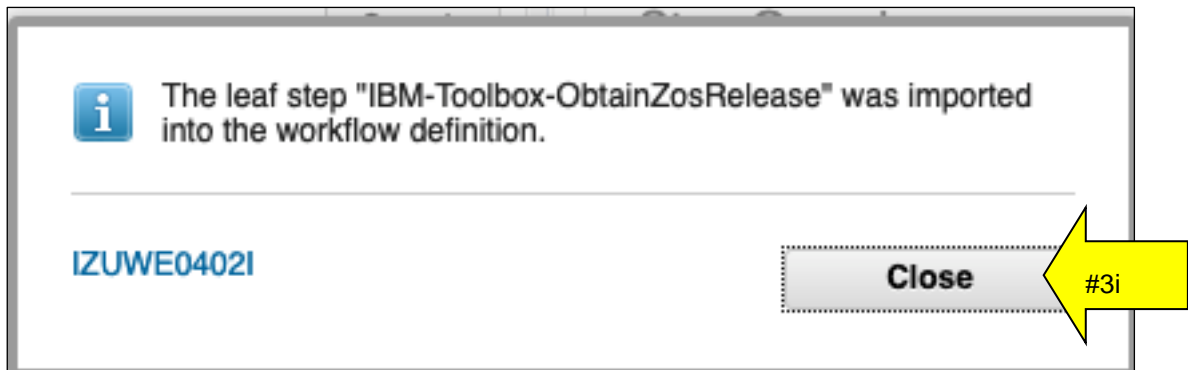 The leaf step "IBM-Toolbox-ObtainZosRelease" was imported
into the workflow definition.
IZUWE0402I
Close
#3i